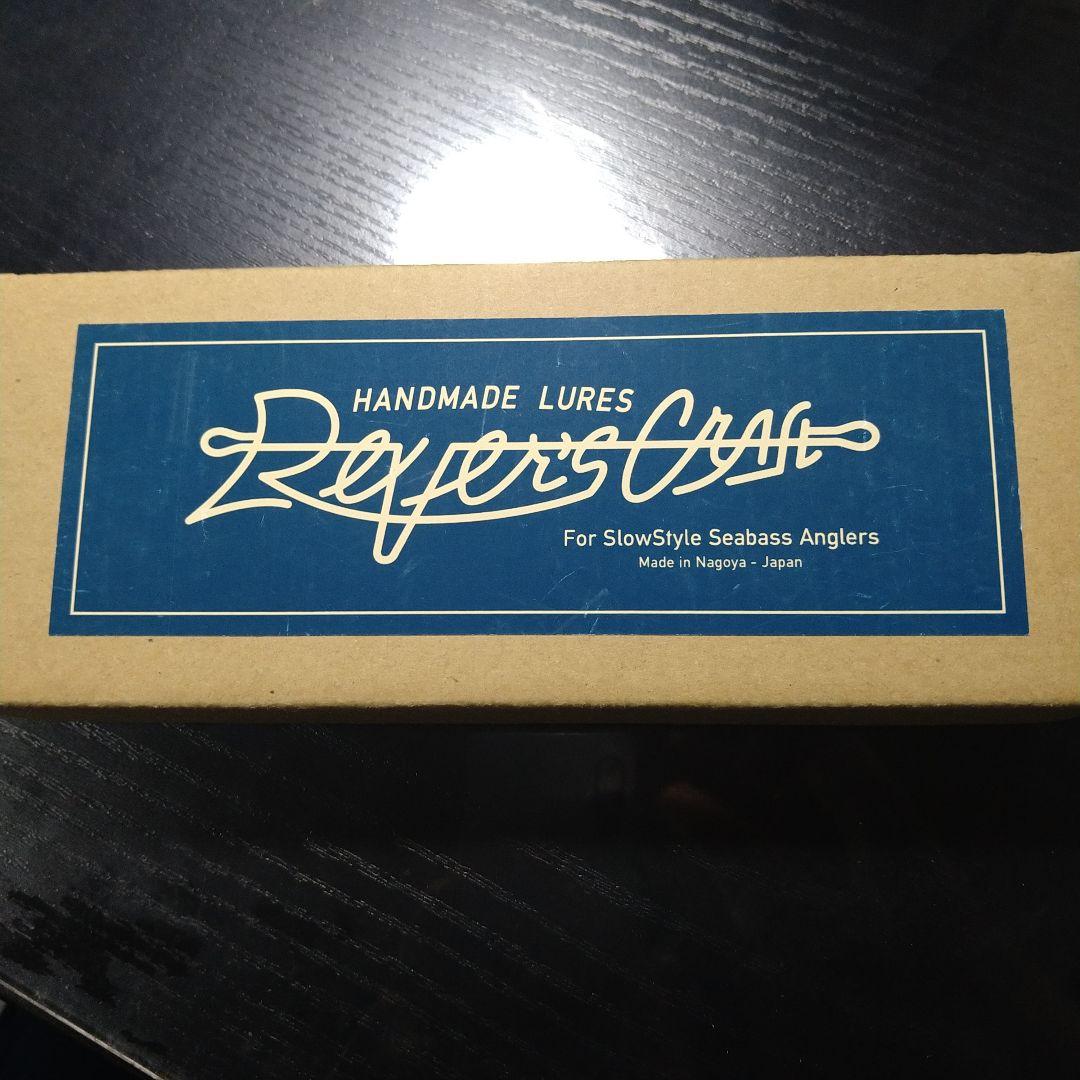 HANDMADE LURES
Reyer's Craft
For SlowStyle Seabass Anglers
Made in Nagoya - Japan